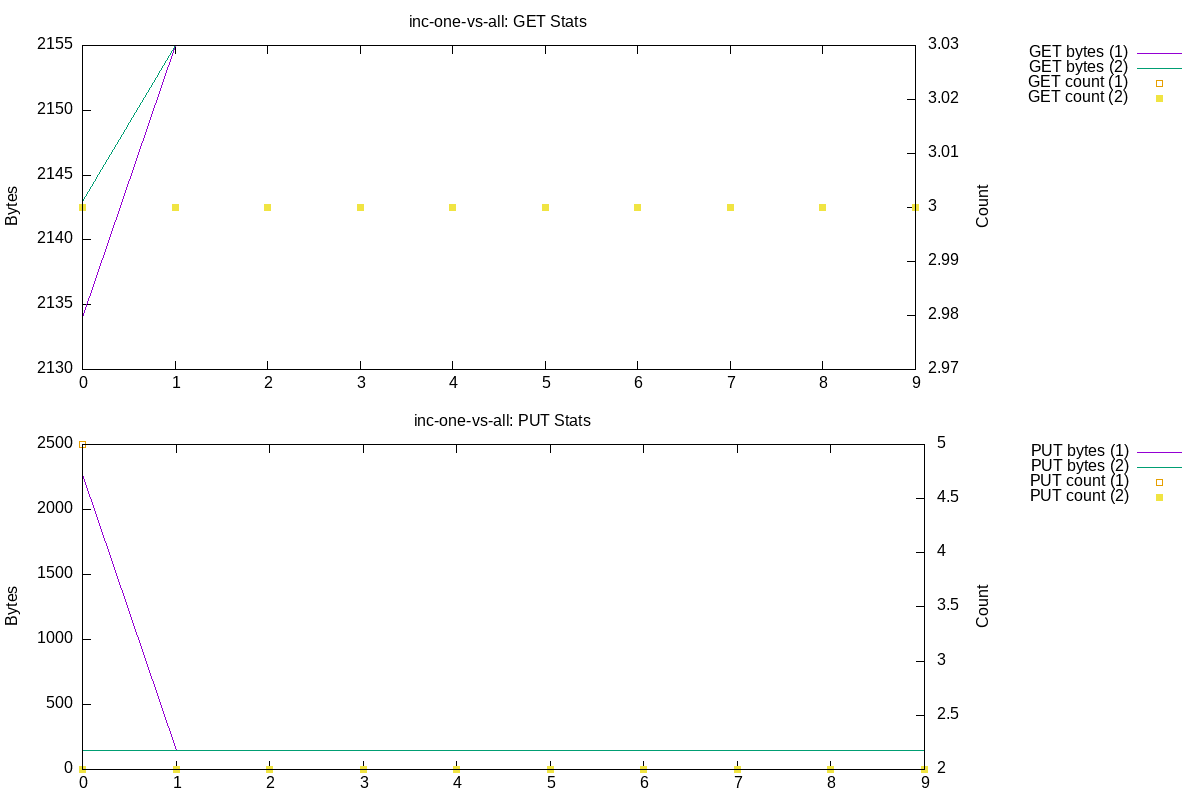 inc-one-vs-all: GET Stats
2155
2150
2145
2140
2135
2130
Bytes
0 1 2 3 4 5 6 7 8 9
3.03
3.02
3.01
3
2.99
2.98
2.97
Count
GET bytes (1)
GET bytes (2)
GET count (1)
GET count (2)
inc-one-vs-all: PUT Stats
2500
2000
1500
1000
500
0
Bytes
0 1 2 3 4 5 6 7 8 9
5
4.5
4
3.5
3
2.5
2
Count
PUT bytes (1)
PUT bytes (2)
PUT count (1)
PUT count (2)